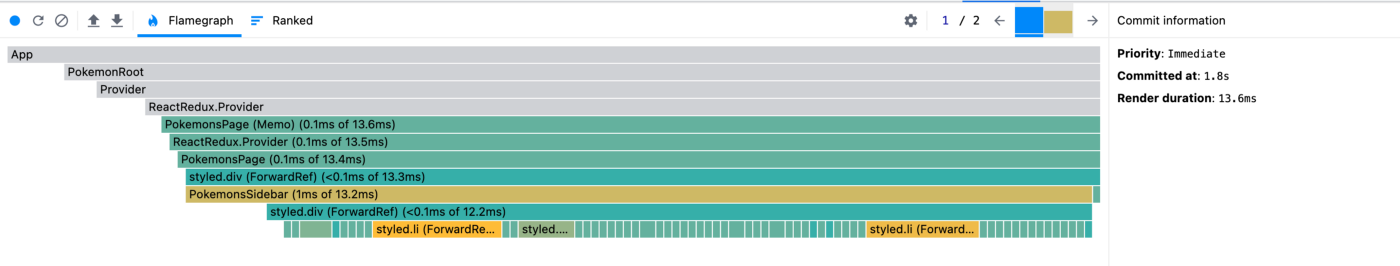 Flamegraph Ranked 1 / 2 Commit information
App
PokemonRoot
Provider
ReactRedux.Provider
PokemonsPage (Memo) (0.1ms of 13.6ms)
ReactRedux.Provider (0.1ms of 13.5ms)
PokemonsPage (0.1ms of 13.4ms)
styled.div (ForwardRef) (<0.1ms of 13.3ms)
PokemonsSidebar (1ms of 13.2ms)
styled.div (ForwardRef) (<0.1ms of 12.2ms)
styled.li (ForwardRe... styled.... styled.li (Forward...
Priority: Immediate
Committed at: 1.8s
Render duration: 13.6ms